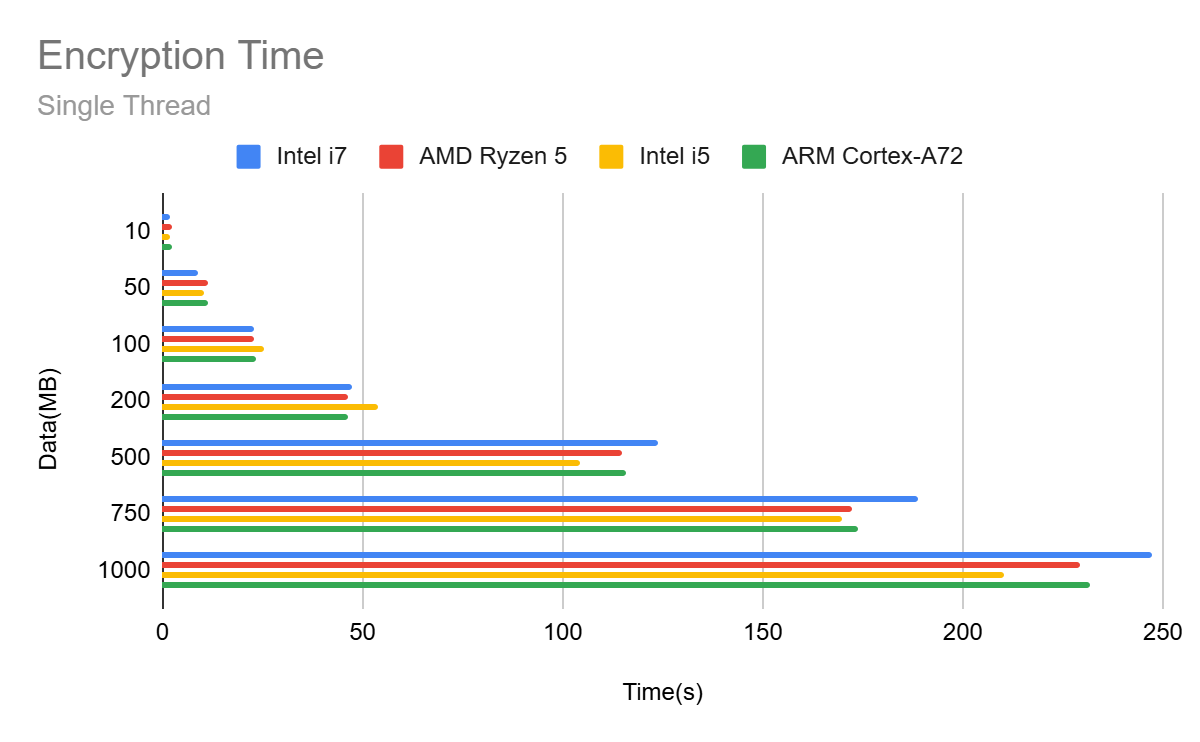 Encryption Time
Single Thread
Intel i7 AMD Ryzen 5 Intel i5 ARM Cortex-A72
Data(MB)
10
50
100
200
500
750
1000
0 50 100 150 200 250
Time(s)